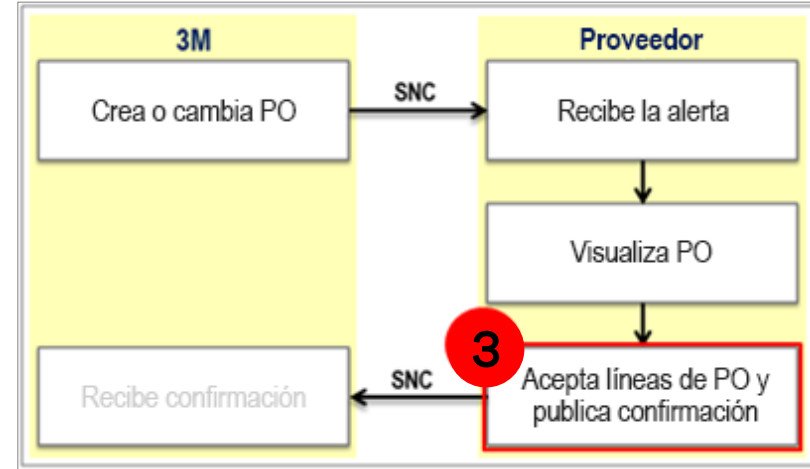 3M
Proveedor
Crea o cambia PO
SNC
Recibe la alerta
Visualiza PO
3
Recibe confirmación
SNC
Acepta líneas de PO y
publica confirmación